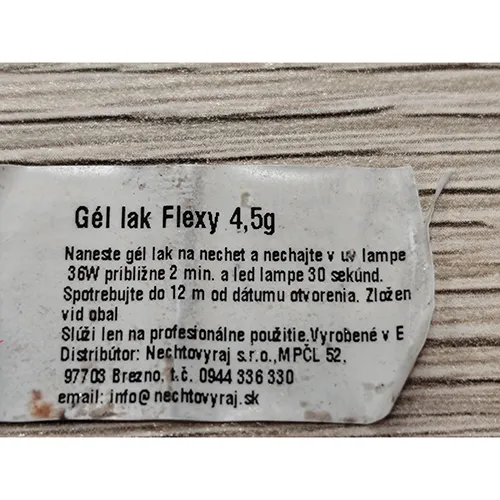 Gél lak Flexy 4,5g
Naneste gél lak na nechet a nechajte v uv lampe
36W približne 2 min. a led lampe 30 sekúnd.
Spotrebujte do 12 m od dátumu otvorenia. Zložen
vid obal
Slúži len na profesionálne použitie.Vyrobené v E
Distribútor: Nechtovyraj s.r.o.,MPČL 52,
97703 Brezno, t.č. 0944 336 330
email: info@nechtovyraj.sk